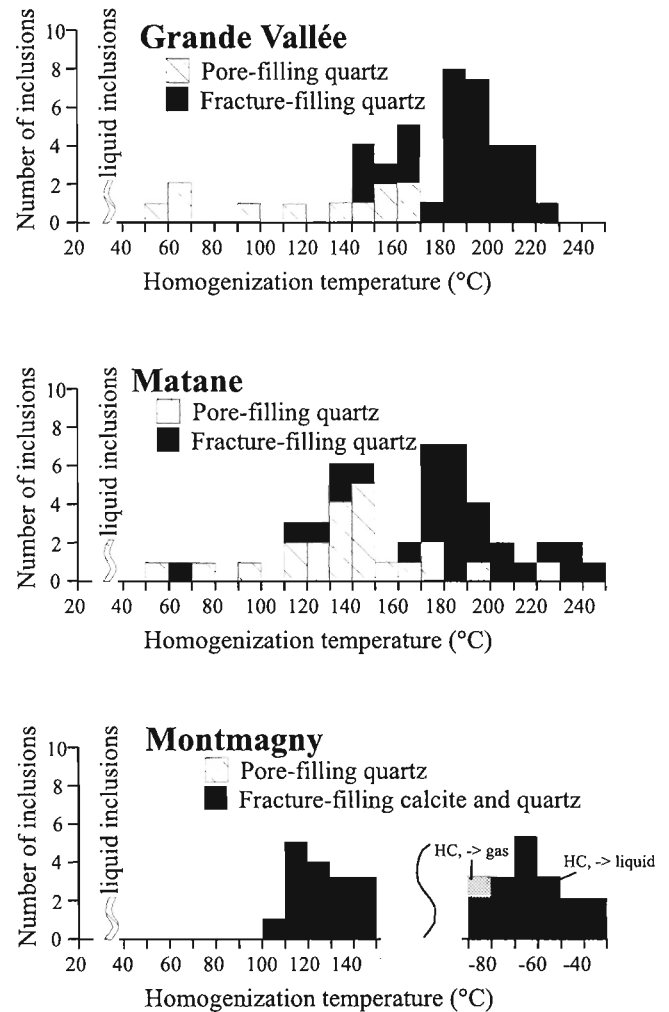 Grande Vallée
Pore-filling quartz
Fracture-filling quartz
Number of inclusions
liquid inclusions
10
8
6
4
2
0
20 40 60 80 100 120 140 160 180 200 220 240
Homogenization temperature (°C)
Matane
Pore-filling quartz
Fracture-filling quartz
Number of inclusions
liquid inclusions
10
8
6
4
2
0
20 40 60 80 100 120 140 160 180 200 220 240
Homogenization temperature (°C)
Montmagny
Pore-filling quartz
Fracture-filling calcite and quartz
Number of inclusions
liquid inclusions
10
8
6
4
2
0
HC, -> gas
HC, -> liquid
20 40 60 80 100 120 140 -80 -60 -40
Homogenization temperature (°C)